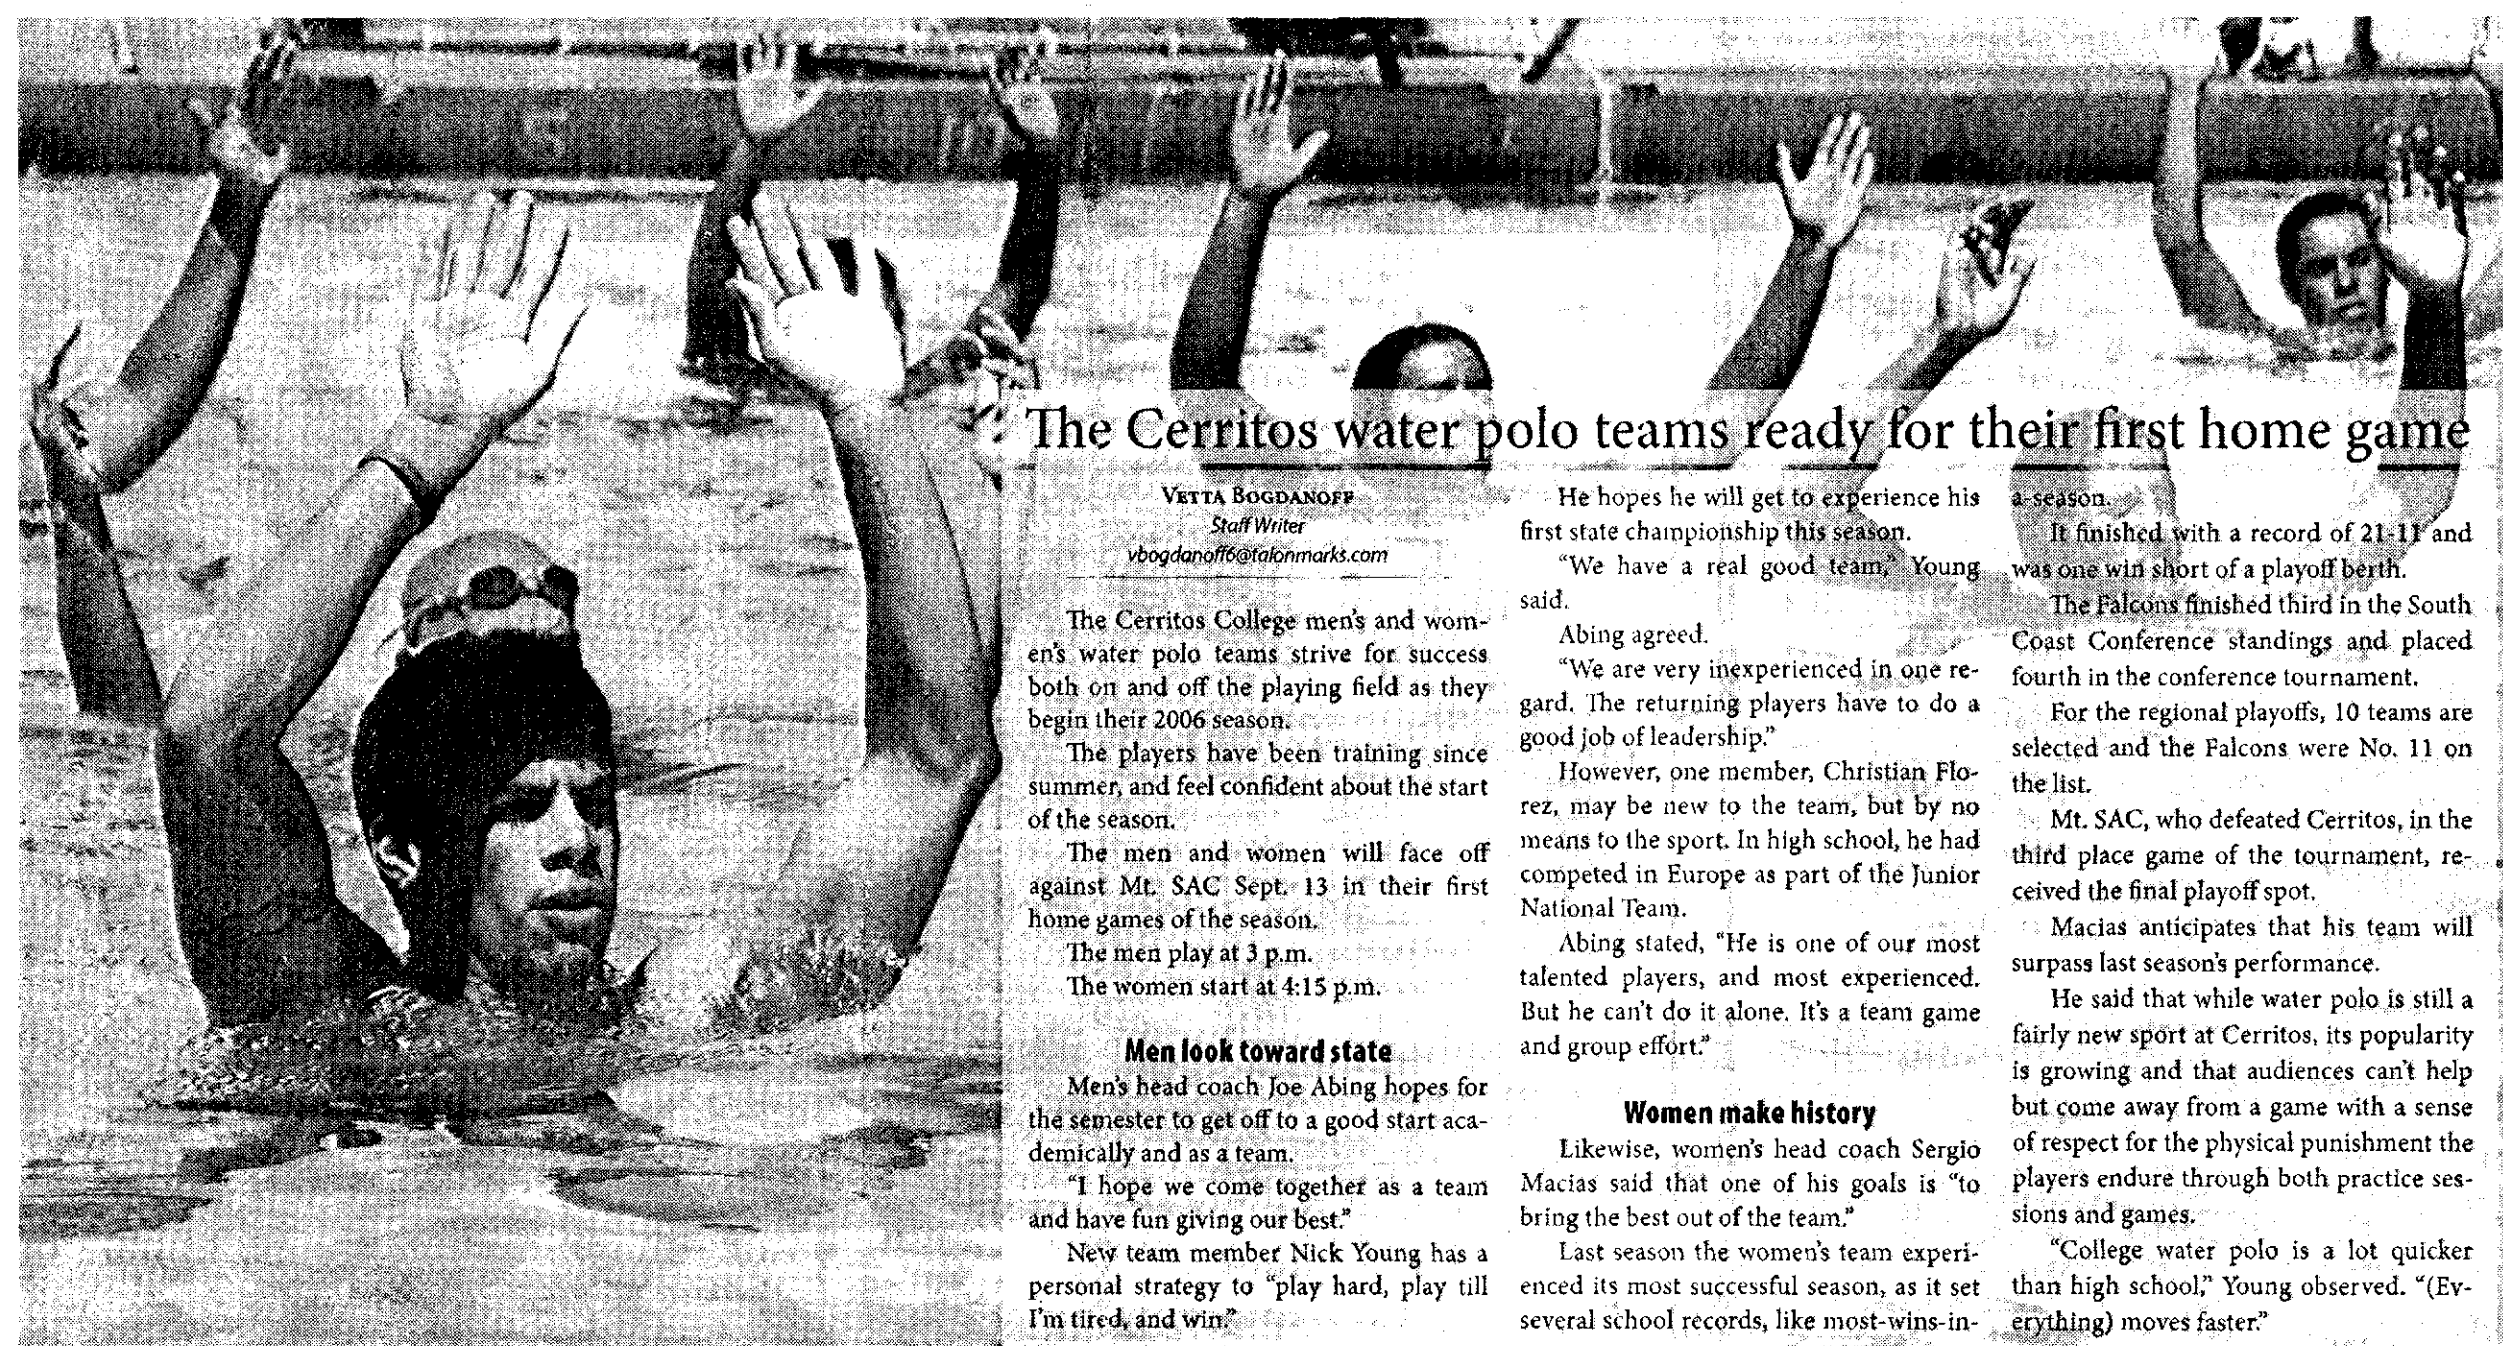 The Cerritos water polo teams ready for their first home game
VETTA BOGDANOFF
Staff Writer
vbogdanoff6@talonmarks.com
The Cerritos College men's and wom-
en's water polo teams strive for success
both on and off the playing field as they
begin their 2006 season.
The players have been training since
summer, and feel confident about the start
of the season.
The men and women will face off
against Mt. SAC Sept. 13 in their first
home games of the season.
The men play at 3 p.m.
The women start at 4:15 p.m.
Men look toward state
Men's head coach Joe Abing hopes for
the semester to get off to a good start aca-
demically and as a team.
"I hope we come together as a team
and have fun giving our best."
New team member Nick Young has a
personal strategy to "play hard, play till
I'm tired, and win."
He hopes he will get to experience his
first state championship this season.
"We have a real good team," Young
said.
Abing agreed.
"We are very inexperienced in one re-
gard. The returning players have to do a
good job of leadership."
However, one member, Christian Flo-
rez, may be new to the team, but by no
means to the sport. In high school, he had
competed in Europe as part of the Junior
National Team.
Abing stated, "He is one of our most
talented players, and most experienced.
But he can't do it alone. It's a team game
and group effort."
Women make history
Likewise, women's head coach Sergio
Macias said that one of his goals is "to
bring the best out of the team."
Last season the women's team experi-
enced its most successful season, as it set
several school records, like most-wins-in-
a-season.
It finished with a record of 21-11 and
was one win short of a playoff berth.
The Falcons finished third in the South
Coast Conference standings and placed
fourth in the conference tournament.
For the regional playoffs, 10 teams are
selected and the Falcons were No. 11 on
the list.
Mt. SAC, who defeated Cerritos, in the
third place game of the tournament, re-
ceived the final playoff spot.
Macias anticipates that his team will
surpass last season's performance.
He said that while water polo is still a
fairly new sport at Cerritos, its popularity
is growing and that audiences can't help
but come away from a game with a sense
of respect for the physical punishment the
players endure through both practice ses-
sions and games.
"College water polo is a lot quicker
than high school," Young observed. "(Ev-
erything) moves faster."